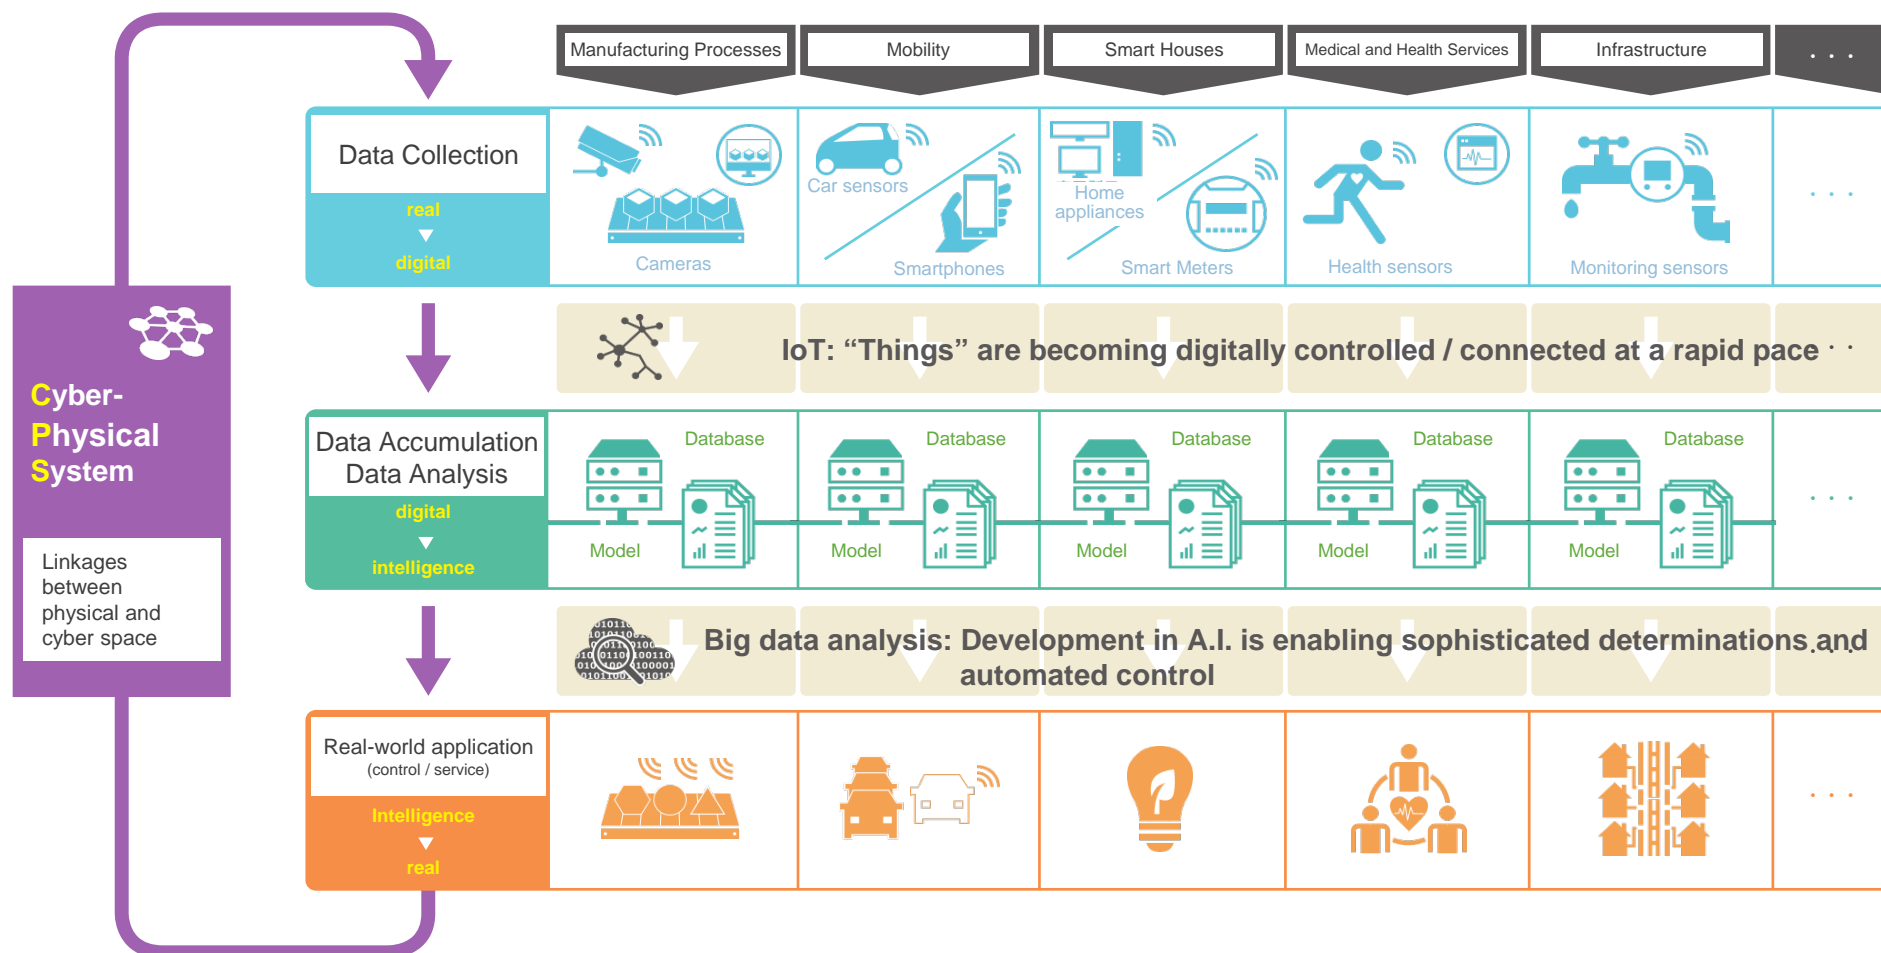 Manufacturing Processes
Mobility
Smart Houses
Medical and Health Services
Infrastructure
. . .
Cyber-
Physical
System
Linkages
between
physical and
cyber space
Data Collection
real
digital
Cameras
Car sensors
Smartphones
Home
appliances
Smart Meters
Health sensors
Monitoring sensors
. . .
IoT: “Things” are becoming digitally controlled / connected at a rapid pace . .
Data Accumulation
Data Analysis
digital
intelligence
Database
Model
Database
Model
Database
Model
Database
Model
Database
Model
. . .
Big data analysis: Development in A.I. is enabling sophisticated determinations and
automated control
. . .
Real-world application
(control / service)
Intelligence
real
. . .